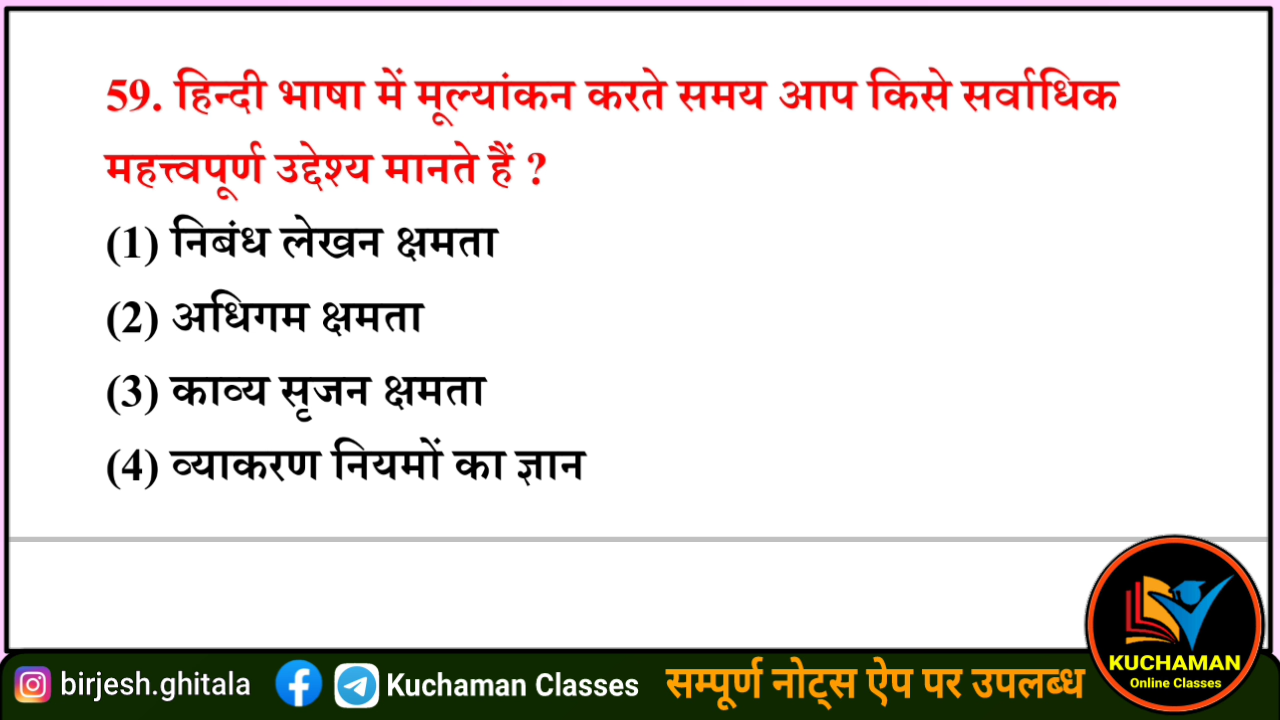 59. हिन्दी भाषा में मूल्यांकन करते समय आप किसे सर्वाधिक
महत्त्वपूर्ण उद्देश्य मानते हैं ?
(1) निबंध लेखन क्षमता
(2) अधिगम क्षमता
(3) काव्य सृजन क्षमता
(4) व्याकरण नियमों का ज्ञान
KUCHAMAN
Online Classes
birjesh.ghitala Kuchaman Classes सम्पूर्ण नोट्स ऐप पर उपलब्ध